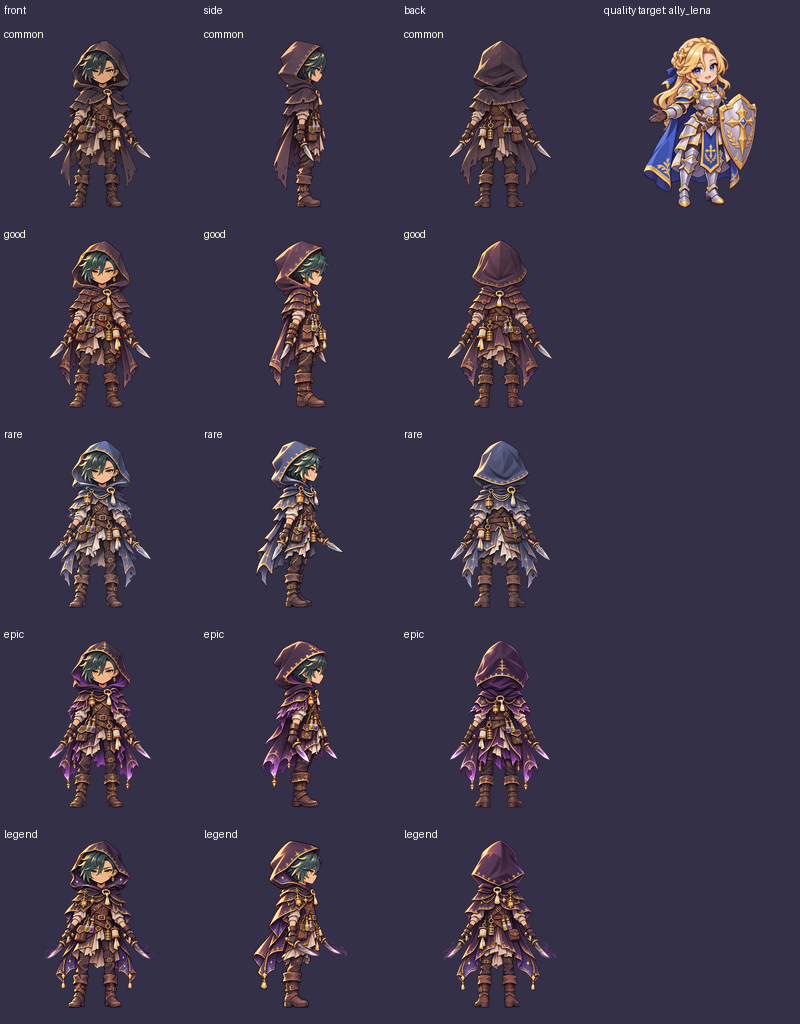 front side back quality target: ally_lena
common common common
good good good
rare rare rare
epic epic epic
legend legend legend